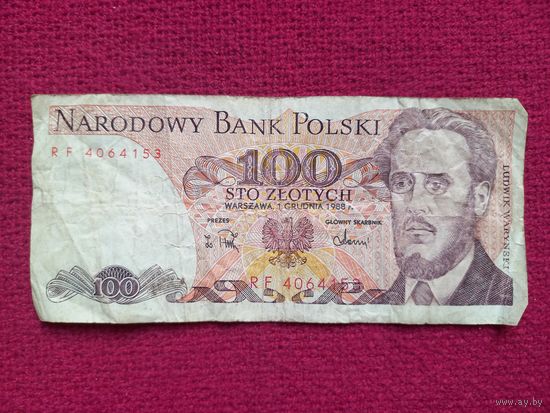 NARODOWY BANK POLSKI
RF 4064153
100
STO ZŁOTYCH
WARSZAWA, 1 GRUDNIA 1988 r.
PREZES
GŁÓWNY SKARBNIK
LUDWIK WARYŃSKI
100
RF 4064153
www.ay.by